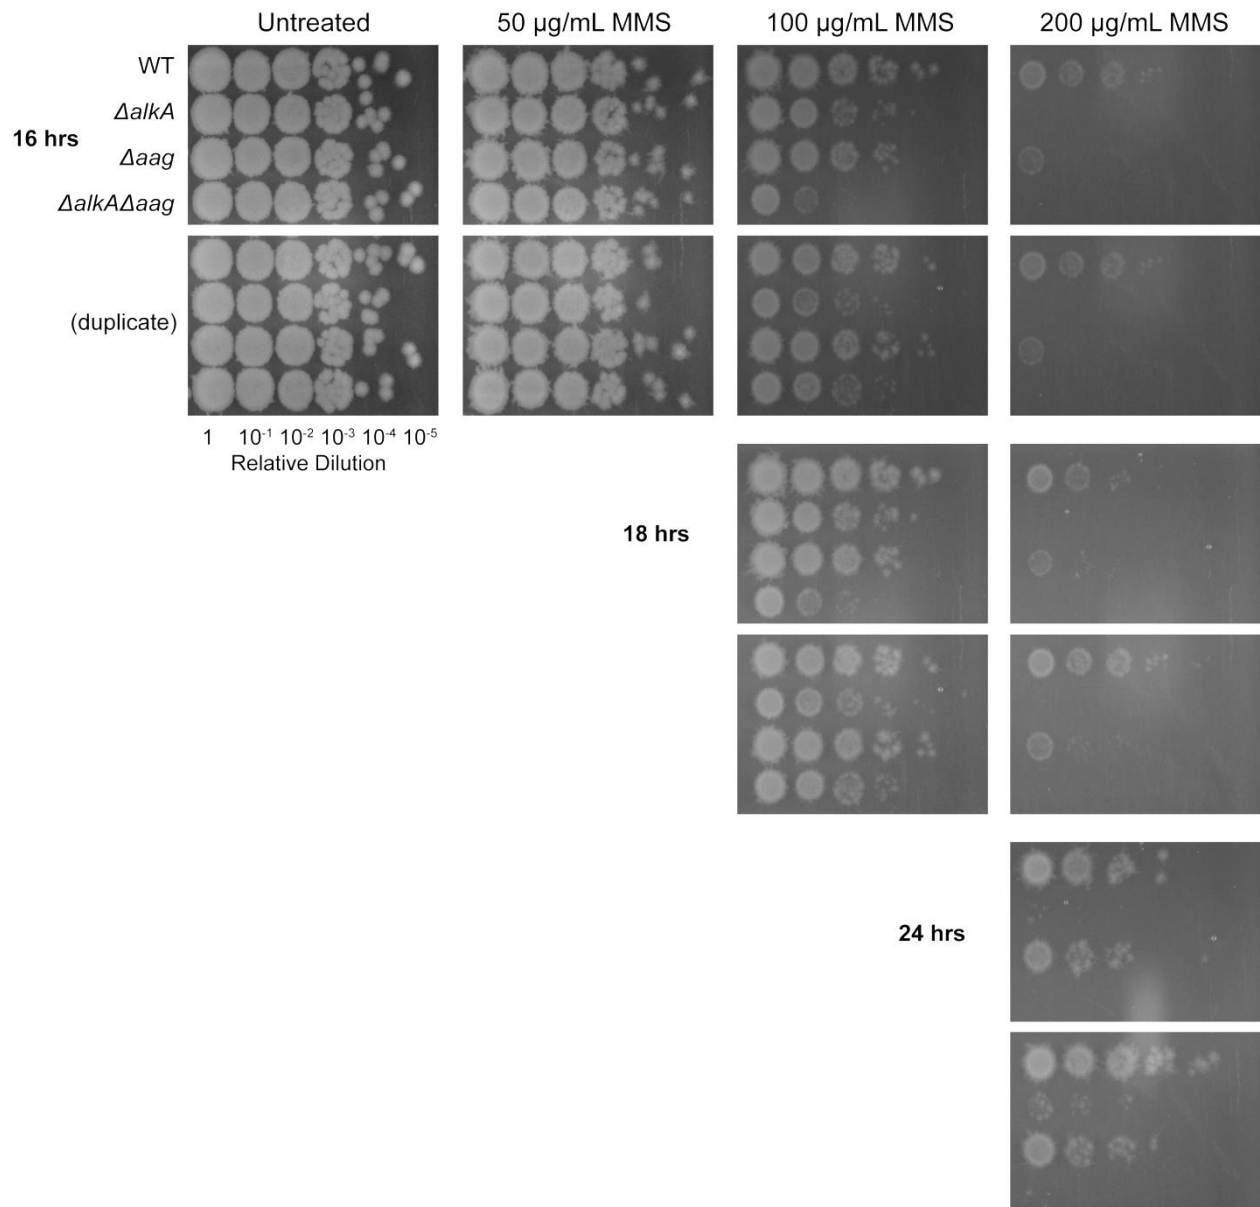 Untreated 50 µg/mL MMS 100 µg/mL MMS 200 µg/mL MMS
WT
ΔalkA
16 hrs
Δaag
ΔalkAΔaag
(duplicate)
1 10⁻¹ 10⁻² 10⁻³ 10⁻⁴ 10⁻⁵
Relative Dilution
18 hrs
24 hrs